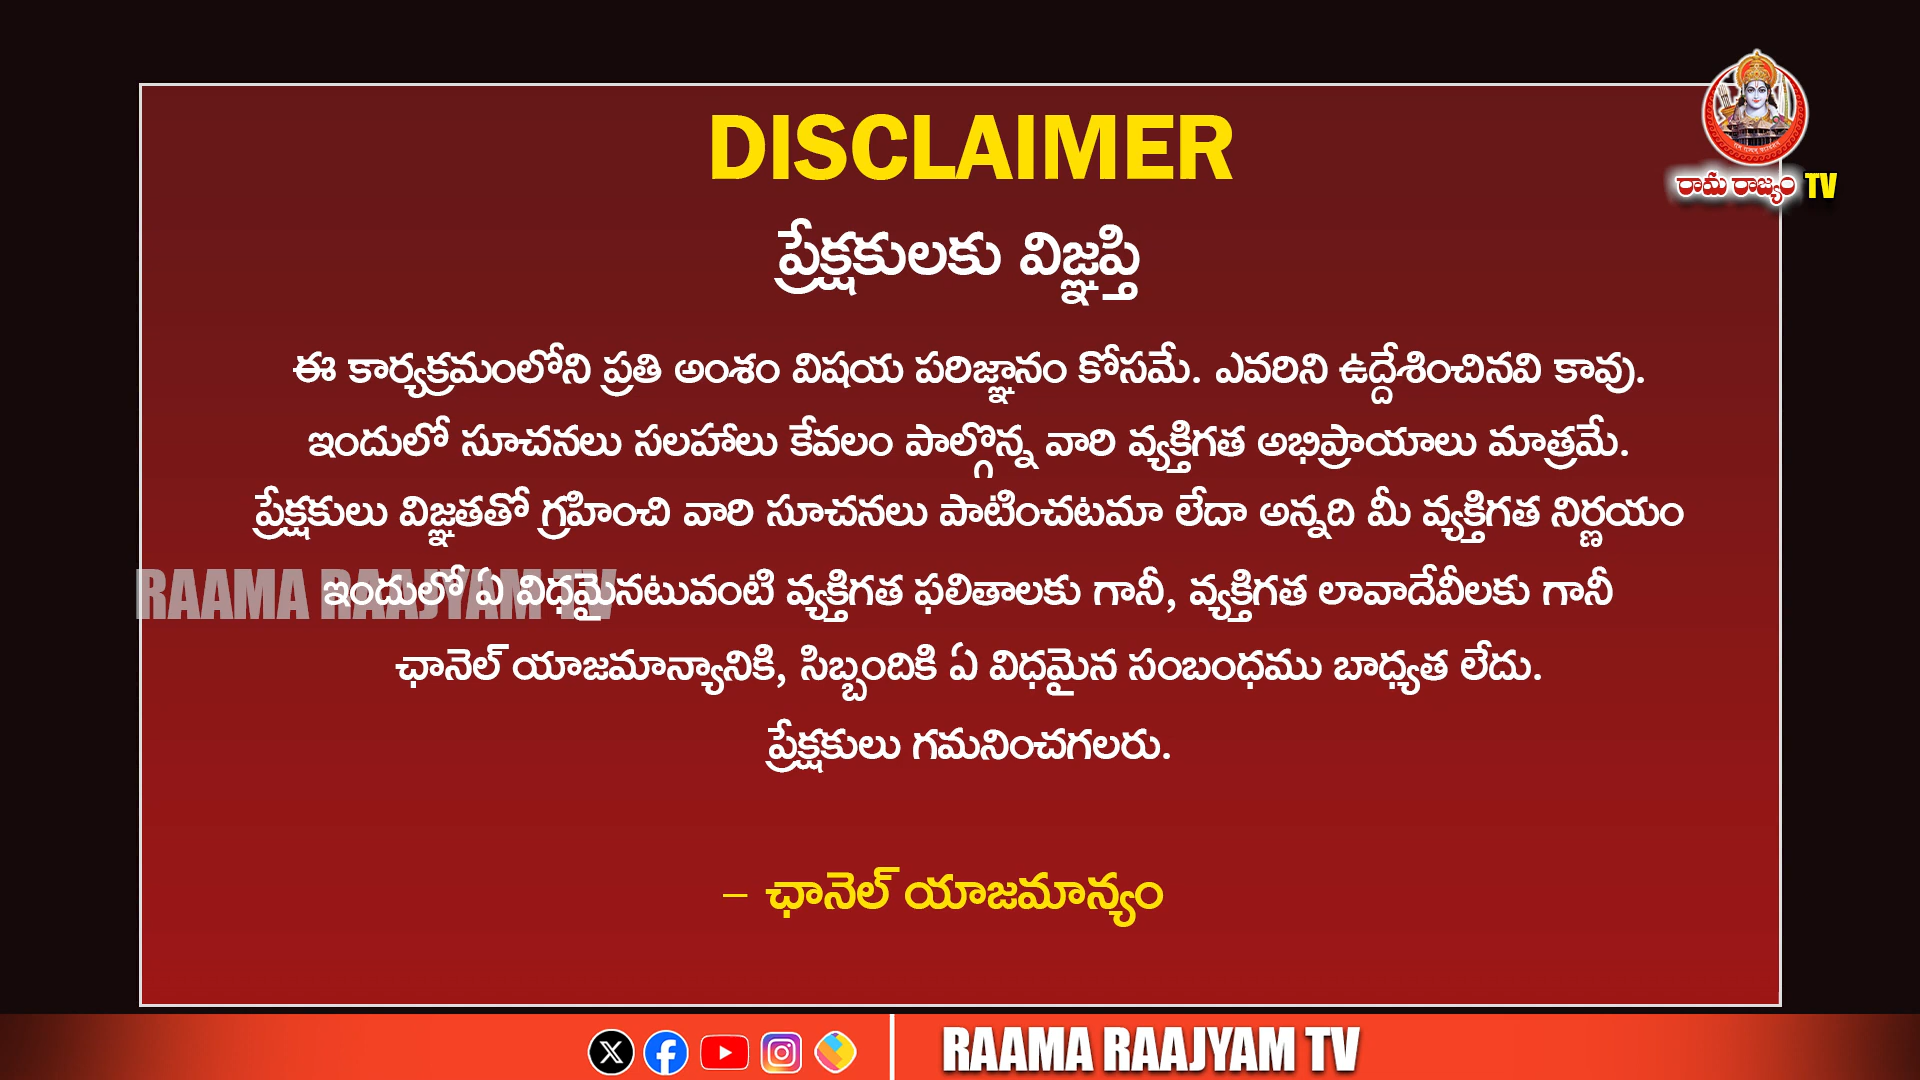 DISCLAIMER
రామ రాజ్యం TV
ప్రేక్షకులకు విజ్ఞప్తి
ఈ కార్యక్రమంలోని ప్రతి అంశం విషయ పరిజ్ఞానం కోసమే. ఎవరిని ఉద్దేశించినవి కావు.
ఇందులో సూచనలు సలహాలు కేవలం పాల్గొన్న వారి వ్యక్తిగత అభిప్రాయాలు మాత్రమే.
ప్రేక్షకులు విజ్ఞతతో గ్రహించి వారి సూచనలు పాటించటమా లేదా అన్నది మీ వ్యక్తిగత నిర్ణయం
RAAMA RAAJYAM TV
ఇందులో ఏ విధమైనటువంటి వ్యక్తిగత ఫలితాలకు గానీ, వ్యక్తిగత లావాదేవీలకు గానీ
ఛానెల్ యాజమాన్యానికి, సిబ్బందికి ఏ విధమైన సంబంధము బాధ్యత లేదు.
ప్రేక్షకులు గమనించగలరు.
– ఛానెల్ యాజమాన్యం
RAAMA RAAJYAM TV